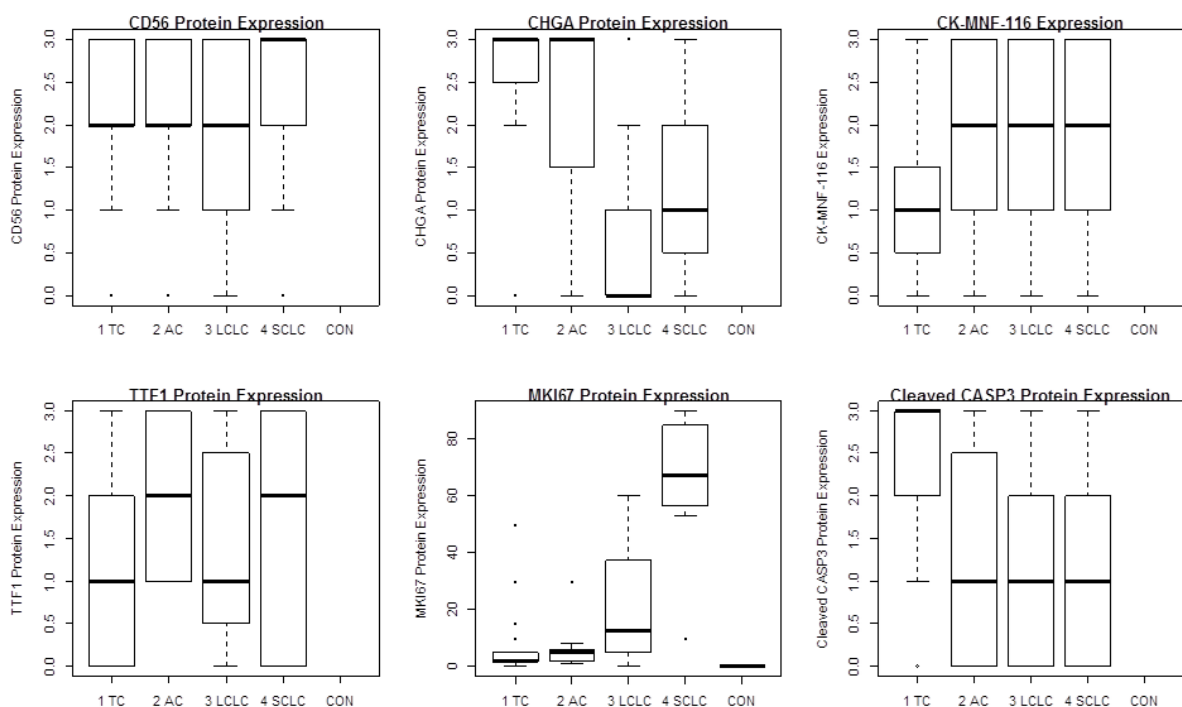 CD56 Protein Expression
CD56 Protein Expression
3.0
2.5
2.0
1.5
1.0
0.5
0.0
1 TC 2 AC 3 LCLC 4 SCLC CON
CHGA Protein Expression
CHGA Protein Expression
3.0
2.5
2.0
1.5
1.0
0.5
0.0
1 TC 2 AC 3 LCLC 4 SCLC CON
CK-MNF-116 Expression
CK-MNF-116 Expression
3.0
2.5
2.0
1.5
1.0
0.5
0.0
1 TC 2 AC 3 LCLC 4 SCLC CON
TTF1 Protein Expression
TTF1 Protein Expression
3.0
2.5
2.0
1.5
1.0
0.5
0.0
1 TC 2 AC 3 LCLC 4 SCLC CON
MKI67 Protein Expression
MKI67 Protein Expression
80
60
40
20
0
1 TC 2 AC 3 LCLC 4 SCLC CON
Cleaved CASP3 Protein Expression
Cleaved CASP3 Protein Expression
3.0
2.5
2.0
1.5
1.0
0.5
0.0
1 TC 2 AC 3 LCLC 4 SCLC CON